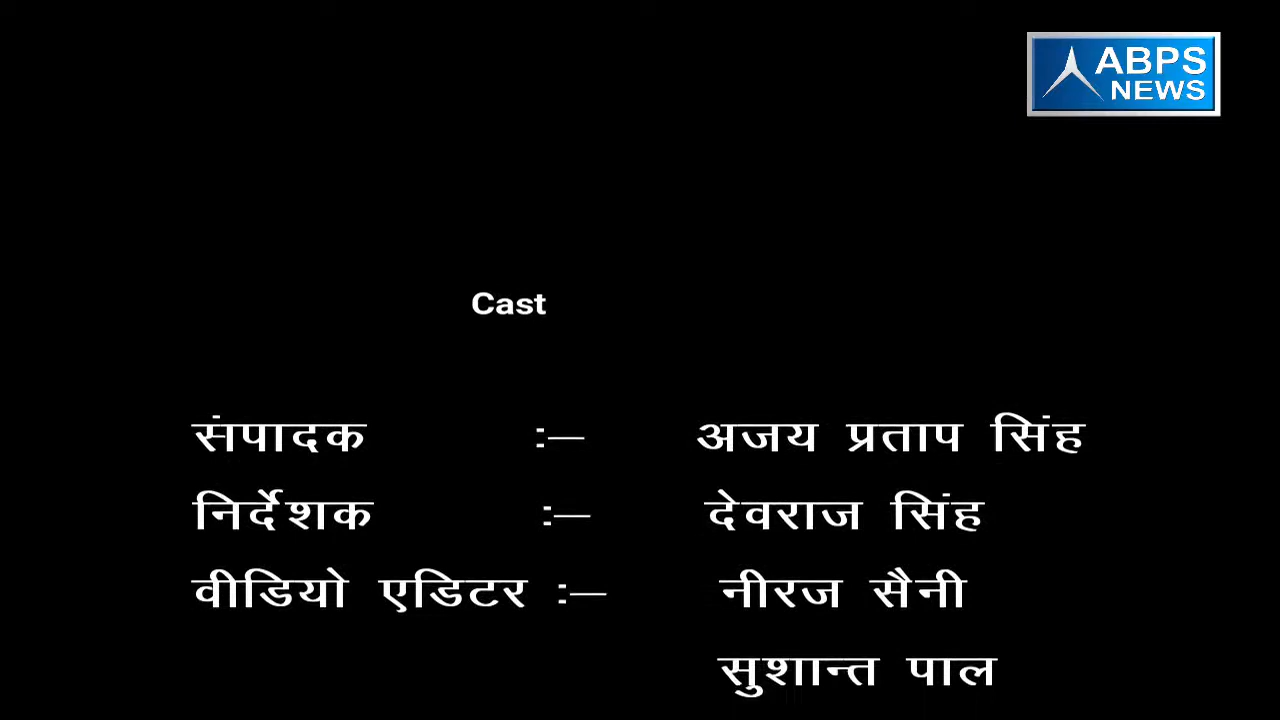 ABPS
NEWS
Cast
संपादक :— अजय प्रताप सिंह
निर्देशक :— देवराज सिंह
वीडियो एडिटर :— नीरज सैनी
सुशान्त पाल